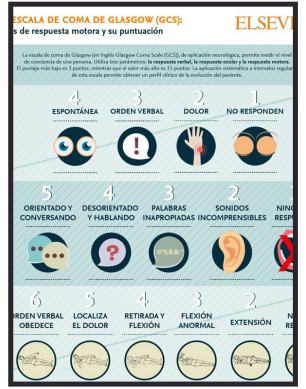 ESCALA DE COMA DE GLASGOW (GCS):
s de respuesta motora y su puntuación
ELSEVI
La escala de coma de Glasgow (en Inglés Glasgow Coma Scale (GCS)), de aplicación neurológica, permite medir el nivel
de conciencia de una persona. Utiliza tres parámetros: la respuesta verbal, la respuesta ocular y la respuesta motora.
El puntaje más bajo es 3 puntos, mientras que el valor más alto es 15 puntos. La aplicación sistemática a intervalos regular
de esta escala permite obtener un perfil clínico de la evolución del paciente.
4 3 2 1
ESPONTÁNEA ORDEN VERBAL DOLOR NO RESPONDEN
5 4 3 2
ORIENTADO Y DESORIENTADO PALABRAS SONIDOS NING
CONVERSANDO Y HABLANDO INAPROPIADAS INCOMPRENSIBLES RESP
6 5 4 3 2
ORDEN VERBAL LOCALIZA RETIRADA Y FLEXIÓN EXTENSIÓN N
OBEDECE EL DOLOR FLEXIÓN ANORMAL RE